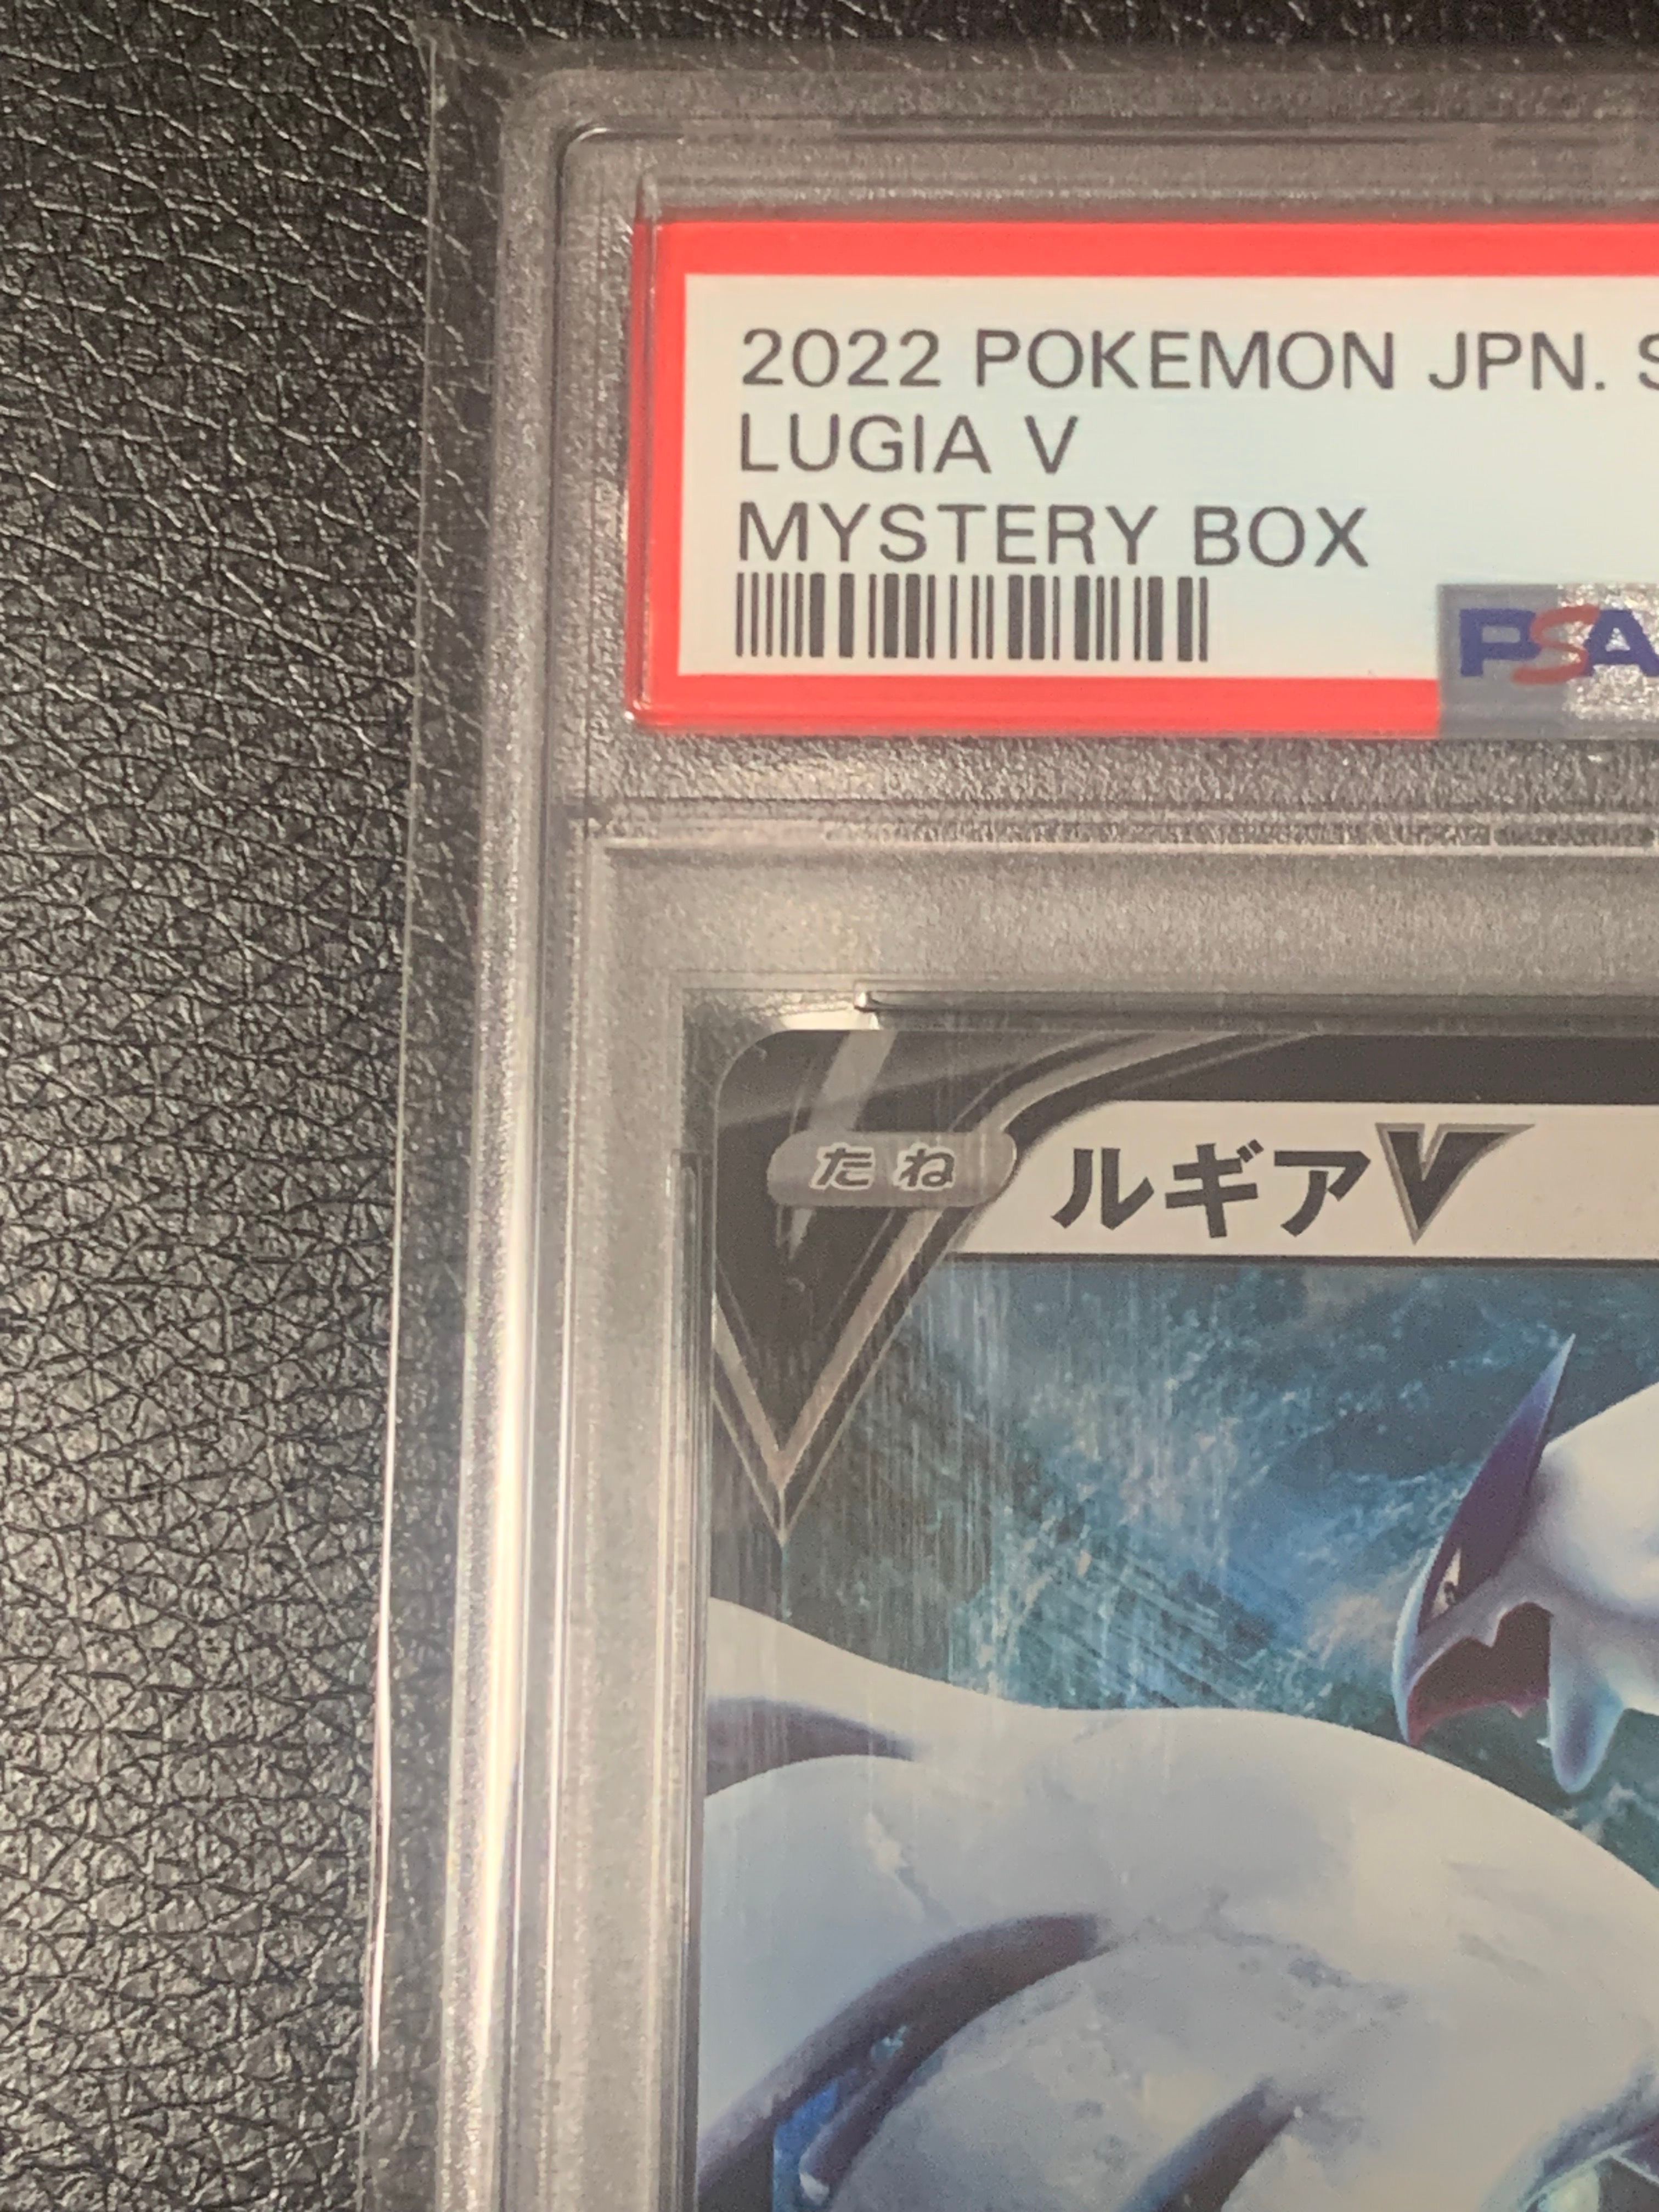 2022 POKEMON JPN. S
LUGIA V
MYSTERY BOX
PSA
たね ルギアV